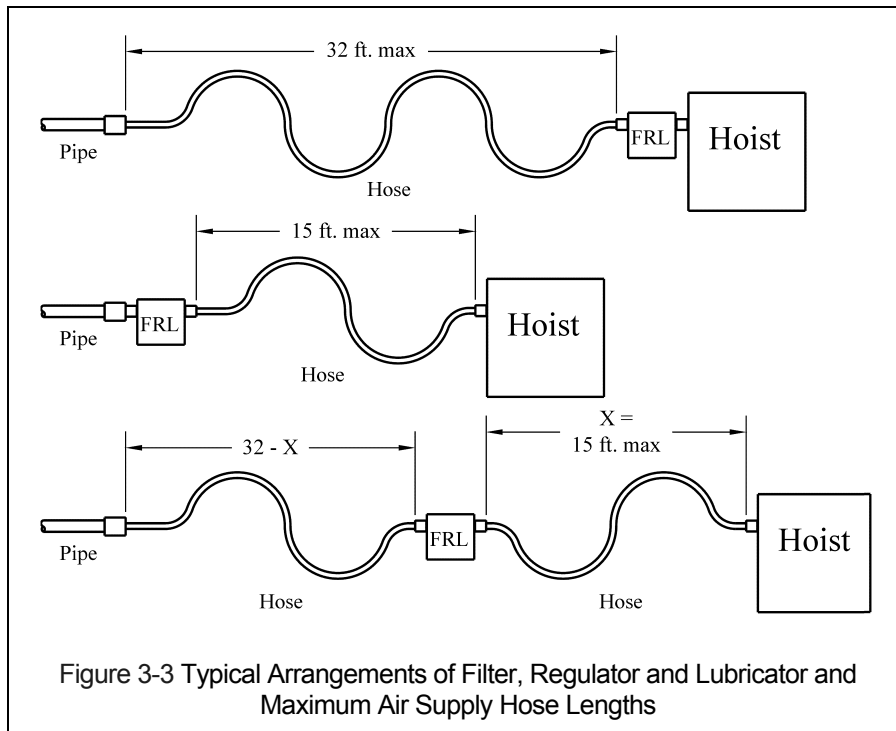 32 ft. max
Pipe
Hose
FRL
Hoist
15 ft. max
Pipe
FRL
Hose
Hoist
32 - X
X =
15 ft. max
Pipe
Hose
FRL
Hose
Hoist
Figure 3-3 Typical Arrangements of Filter, Regulator and Lubricator and
Maximum Air Supply Hose Lengths